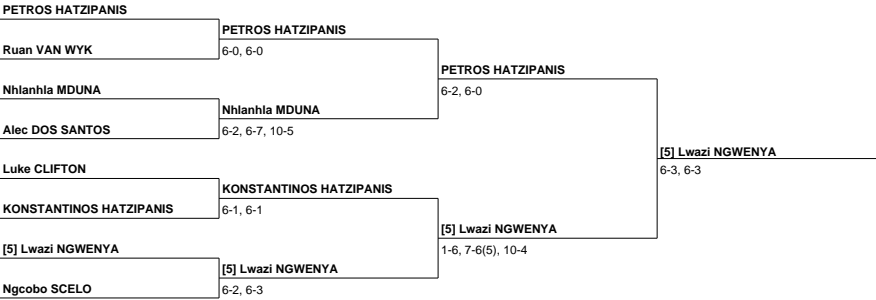 PETROS HATZIPANIS
PETROS HATZIPANIS
Ruan VAN WYK
6-0, 6-0
PETROS HATZIPANIS
Nhlanhla MDUNA
6-2, 6-0
Nhlanhla MDUNA
Alec DOS SANTOS
6-2, 6-7, 10-5
[5] Lwazi NGWENYA
Luke CLIFTON
6-3, 6-3
KONSTANTINOS HATZIPANIS
KONSTANTINOS HATZIPANIS
6-1, 6-1
[5] Lwazi NGWENYA
[5] Lwazi NGWENYA
1-6, 7-6(5), 10-4
[5] Lwazi NGWENYA
Ngcobo SCELO
6-2, 6-3